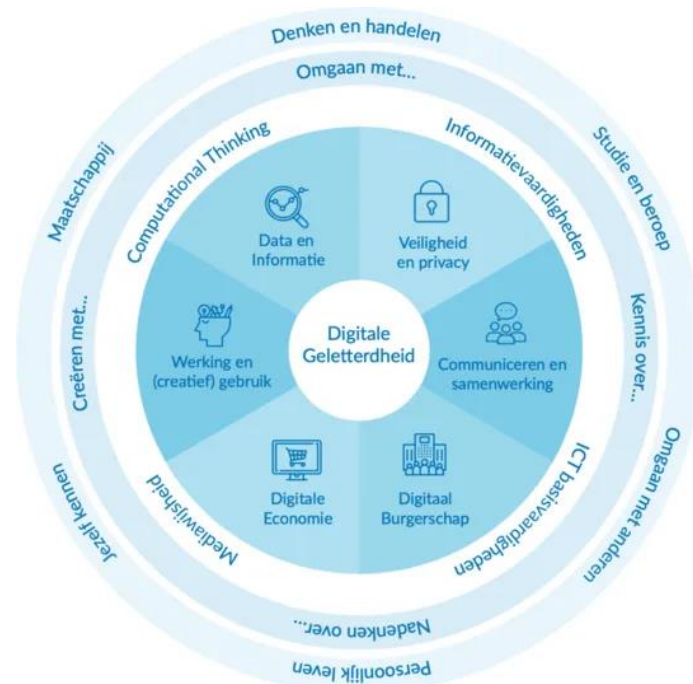 Denken en handelen
Omgaan met...
Maatschappij
Computational Thinking
Informatievaardigheden
Studie en beroep
Data en
Informatie
Veiligheid
en privacy
Creëren met...
Kennis over...
Werking en
(creatief) gebruik
Digitale
Geletterdheid
Communiceren en
samenwerking
Digitale
Economie
Digitaal
Burgerschap
Jezelf kennen
Mediawijsheid
ICT basisvaardigheden
Omgaan met anderen
Nadenken over...
Persoonlijk leven